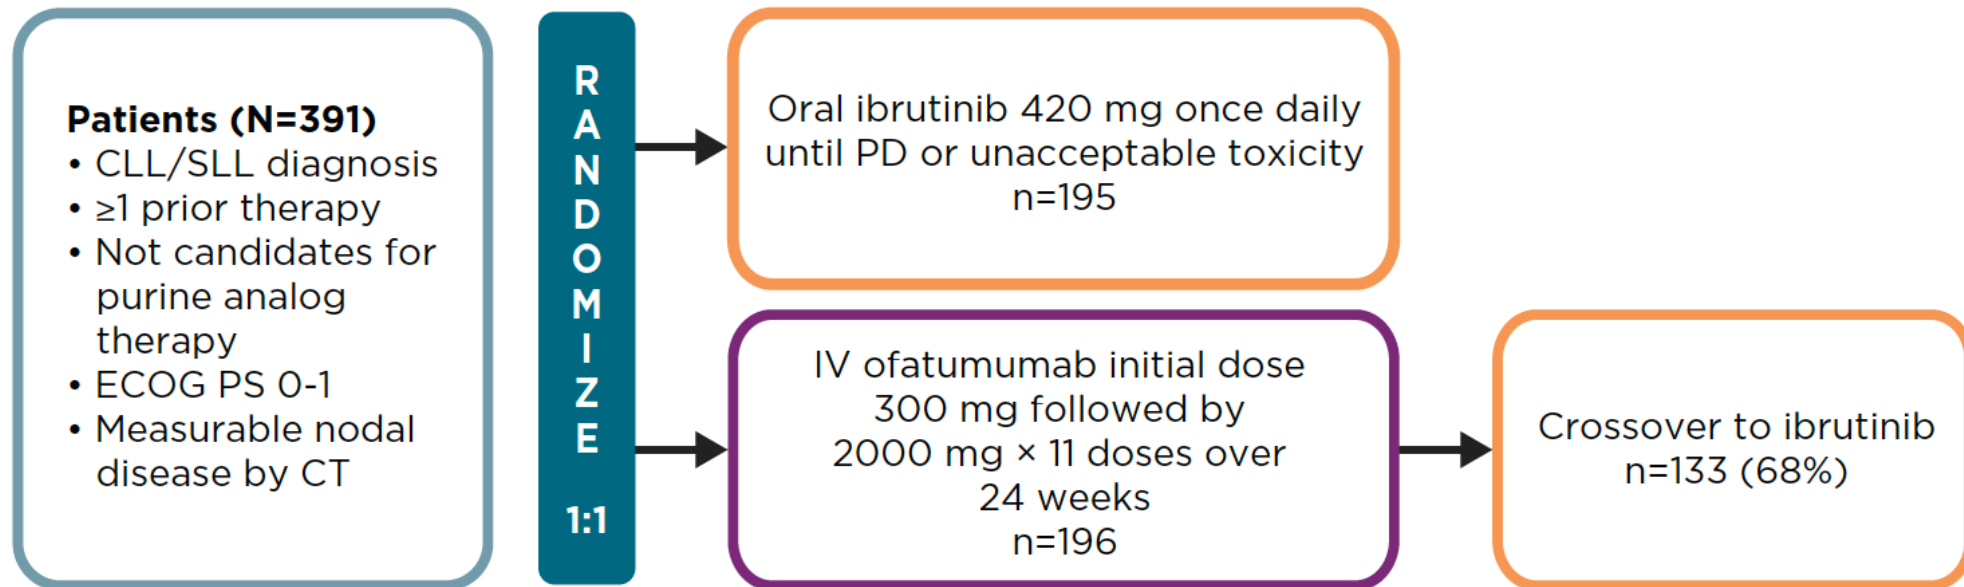 Patients (N=391)
• CLL/SLL diagnosis
• ≥1 prior therapy
• Not candidates for
purine analog
therapy
• ECOG PS 0-1
• Measurable nodal
disease by CT
RANDOMIZE
1:1
Oral ibrutinib 420 mg once daily
until PD or unacceptable toxicity
n=195
IV ofatumumab initial dose
300 mg followed by
2000 mg × 11 doses over
24 weeks
n=196
Crossover to ibrutinib
n=133 (68%)